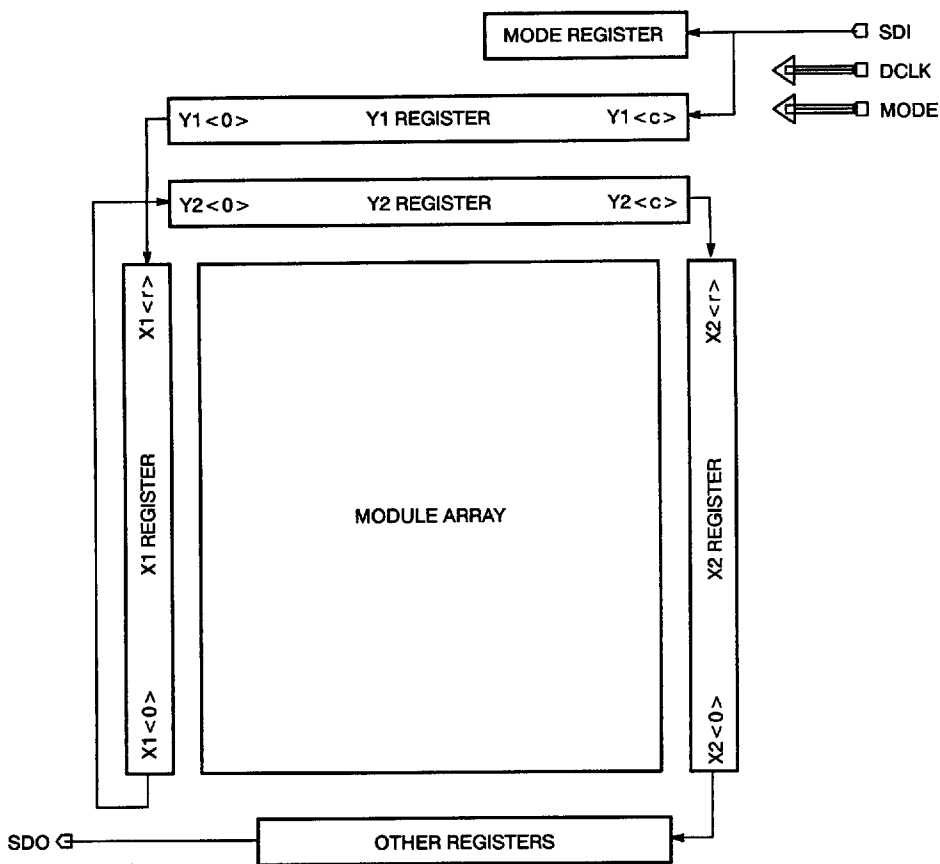 MODE REGISTER
SDI
DCLK
MODE
Y1<0> Y1 REGISTER Y1<c>
Y2<0> Y2 REGISTER Y2<c>
X1<r>
X1 REGISTER
X1<0>
MODULE ARRAY
X2<r>
X2 REGISTER
X2<0>
SDO
OTHER REGISTERS